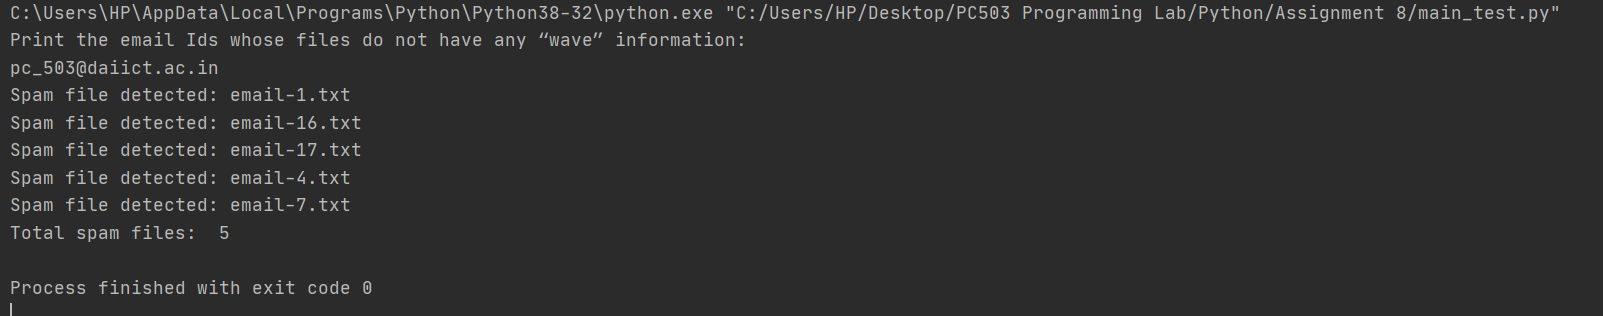 C:\Users\HP\AppData\Local\Programs\Python\Python38-32\python.exe "C:/Users/HP/Desktop/PC503 Programming Lab/Python/Assignment 8/main_test.py"
Print the email Ids whose files do not have any “wave” information:
pc_503@daiict.ac.in
Spam file detected: email-1.txt
Spam file detected: email-16.txt
Spam file detected: email-17.txt
Spam file detected: email-4.txt
Spam file detected: email-7.txt
Total spam files:  5
Process finished with exit code 0